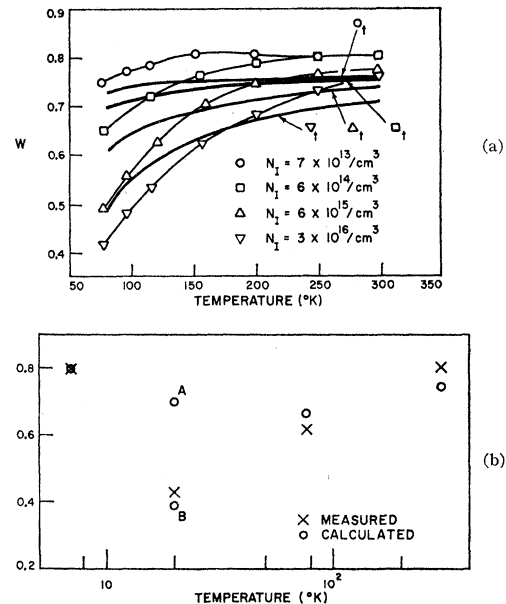 0.9
0.8
0.7
W
0.6
0.5
0.4
50
100
150
200
250
300
350
TEMPERATURE (°K)
t
t
t
t
○ N_I = 7 × 10^13/cm^3
□ N_I = 6 × 10^14/cm^3
△ N_I = 6 × 10^15/cm^3
▽ N_I = 3 × 10^16/cm^3
(a)
0.8
0.6
0.4
0.2
A
B
× MEASURED
○ CALCULATED
10
10^2
TEMPERATURE (°K)
(b)